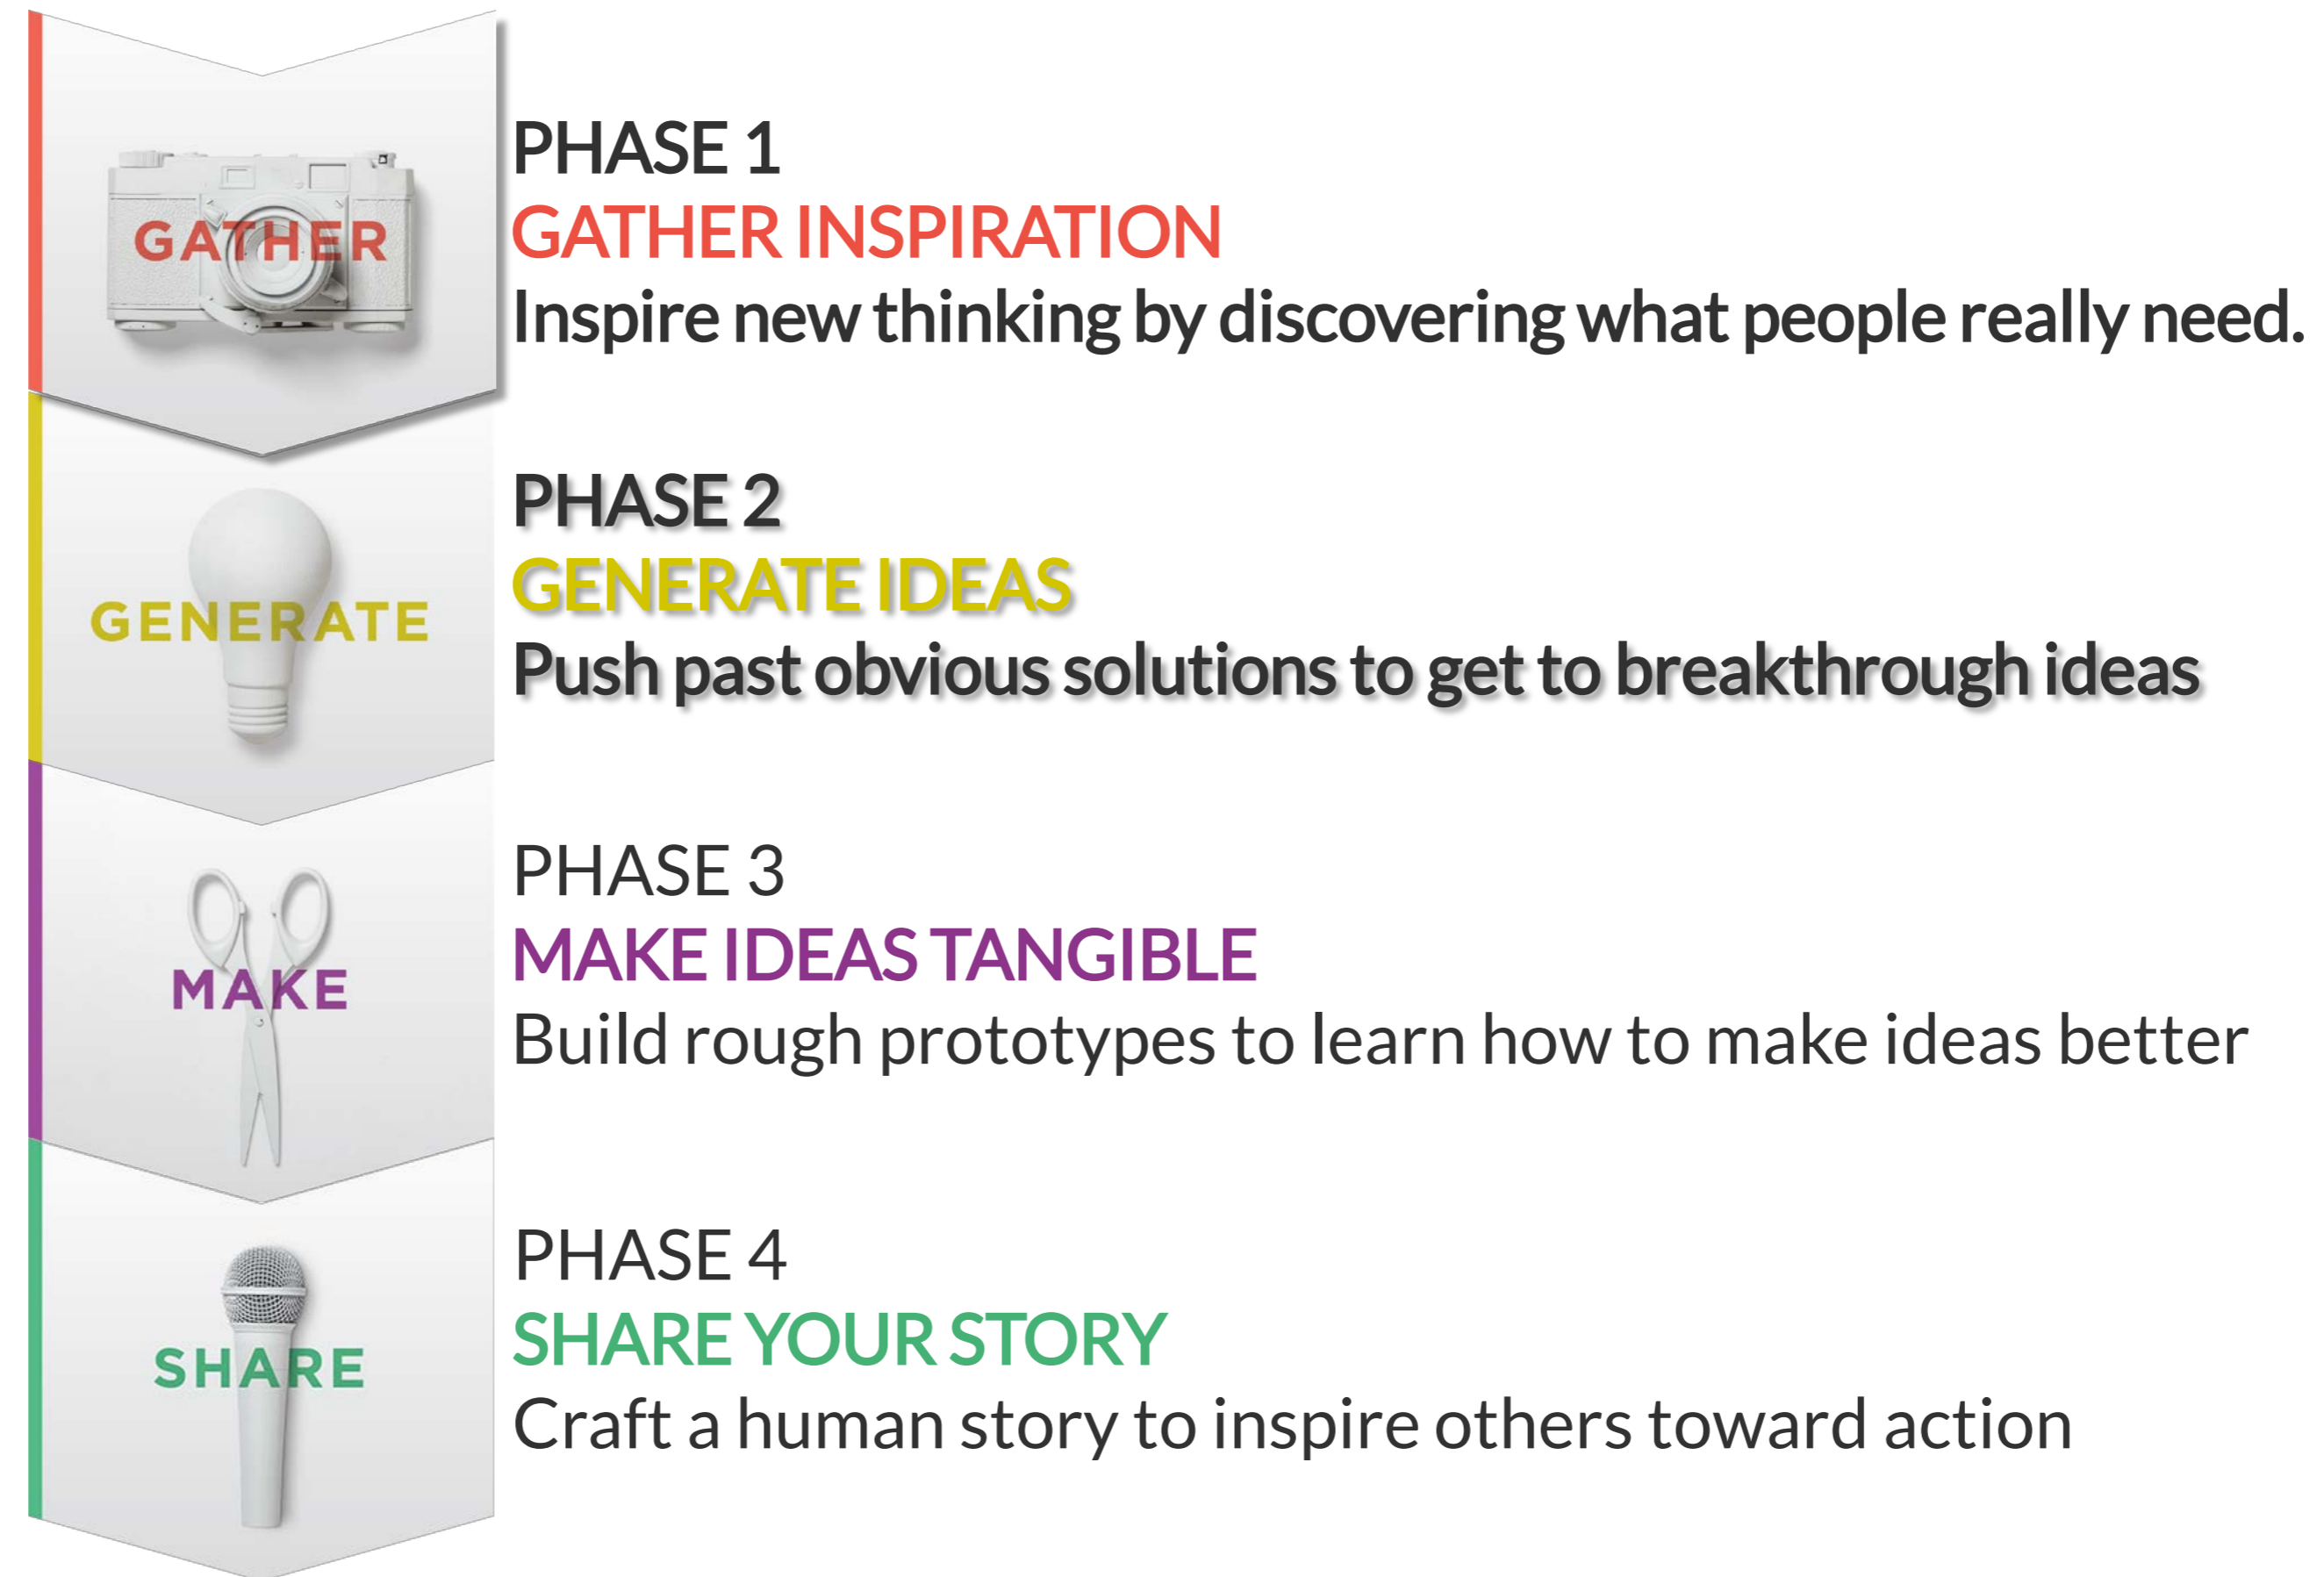 GATHER
PHASE 1
GATHER INSPIRATION
Inspire new thinking by discovering what people really need.
GENERATE
PHASE 2
GENERATE IDEAS
Push past obvious solutions to get to breakthrough ideas
MAKE
PHASE 3
MAKE IDEAS TANGIBLE
Build rough prototypes to learn how to make ideas better
SHARE
PHASE 4
SHARE YOUR STORY
Craft a human story to inspire others toward action